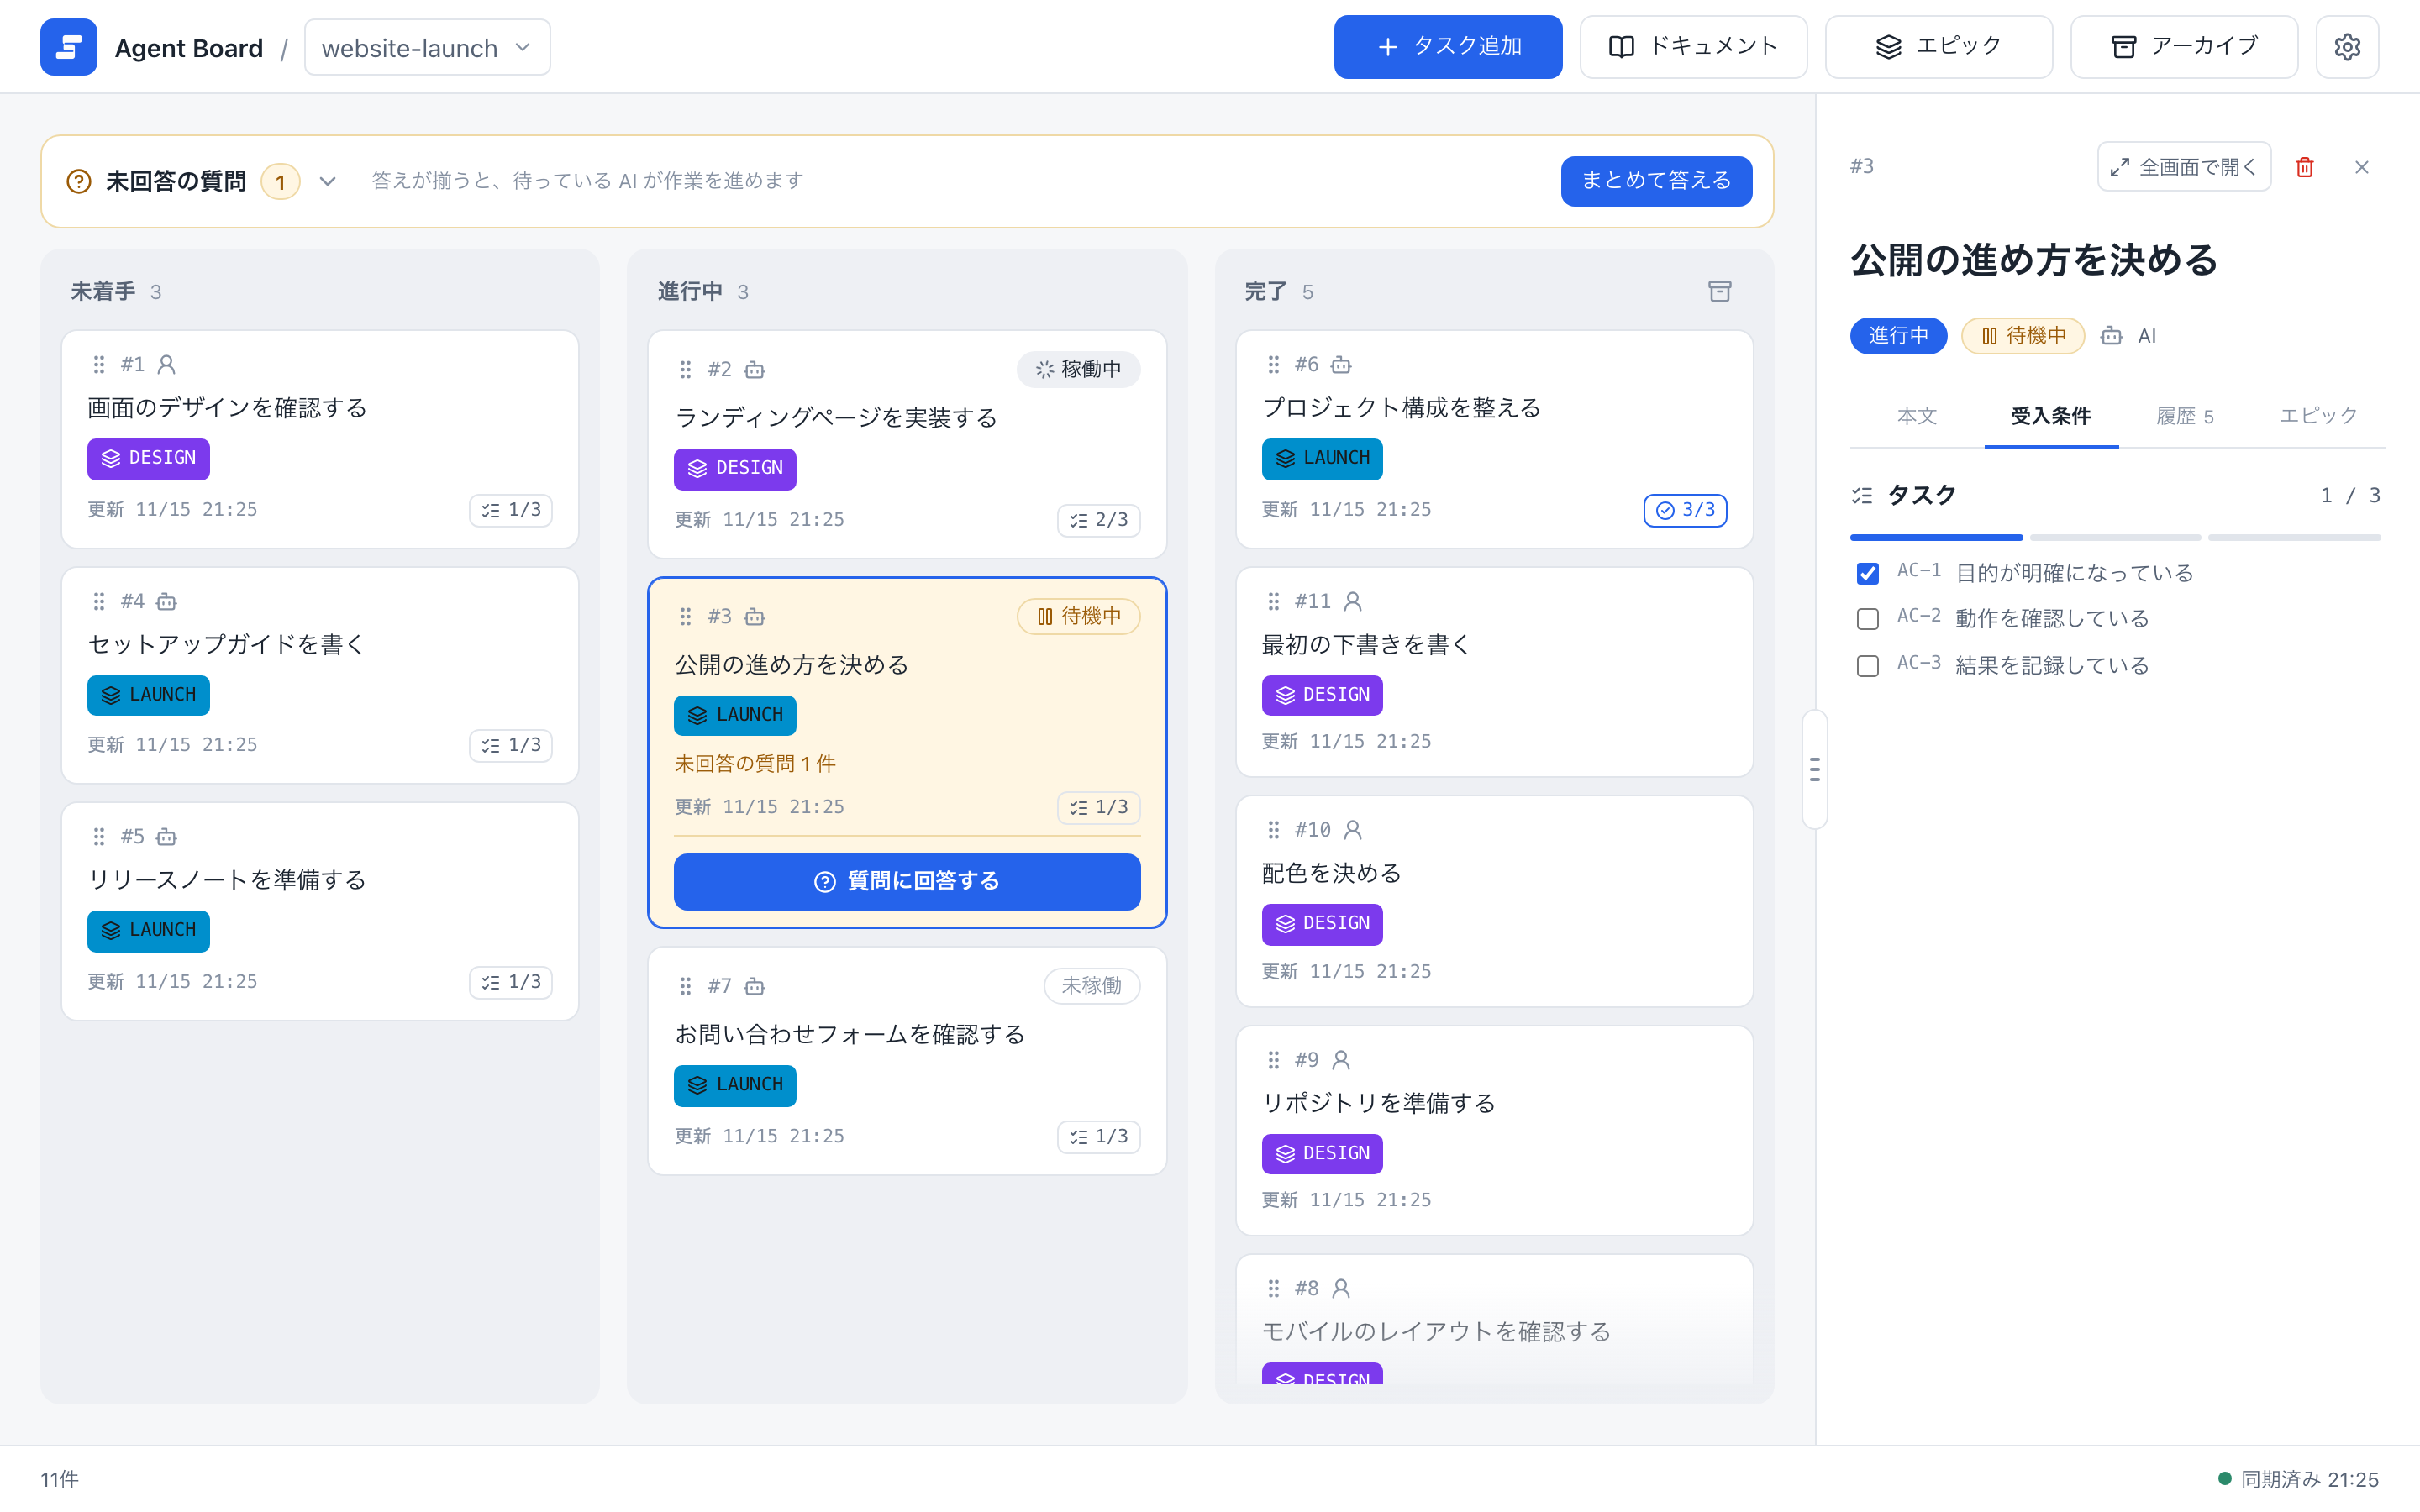 Agent Board / website-launch
タスク追加
ドキュメント
エピック
アーカイブ
未回答の質問 1 答えが揃うと、待っている AI が作業を進めます
まとめて答える
未着手 3
#1
画面のデザインを確認する
DESIGN
更新 11/15 21:25 1/3
#4
セットアップガイドを書く
LAUNCH
更新 11/15 21:25 1/3
#5
リリースノートを準備する
LAUNCH
更新 11/15 21:25 1/3
進行中 3
#2 稼働中
ランディングページを実装する
DESIGN
更新 11/15 21:25 2/3
#3 待機中
公開の進め方を決める
LAUNCH
未回答の質問 1 件
更新 11/15 21:25 1/3
質問に回答する
#7 未稼働
お問い合わせフォームを確認する
LAUNCH
更新 11/15 21:25 1/3
完了 5
#6
プロジェクト構成を整える
LAUNCH
更新 11/15 21:25 3/3
#11
最初の下書きを書く
DESIGN
更新 11/15 21:25
#10
配色を決める
DESIGN
更新 11/15 21:25
#9
リポジトリを準備する
DESIGN
更新 11/15 21:25
#8
モバイルのレイアウトを確認する
DESIGN
#3 全画面で開く
公開の進め方を決める
進行中 待機中 AI
本文 受入条件 履歴 5 エピック
タスク 1 / 3
AC-1 目的が明確になっている
AC-2 動作を確認している
AC-3 結果を記録している
11件
同期済み 21:25